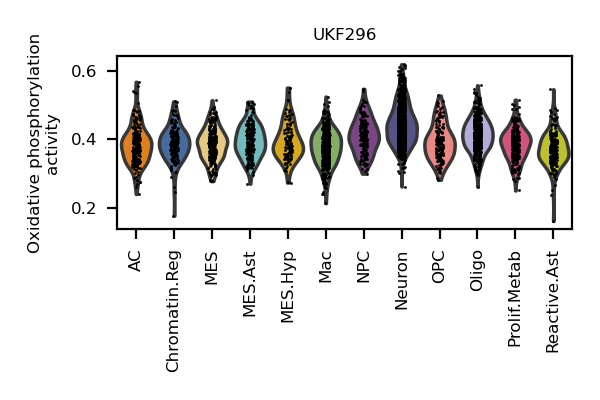 UKF296
Oxidative phosphorylation
activity
0.6
0.4
0.2
AC
Chromatin.Reg
MES
MES.Ast
MES.Hyp
Mac
NPC
Neuron
OPC
Oligo
Prolif.Metab
Reactive.Ast